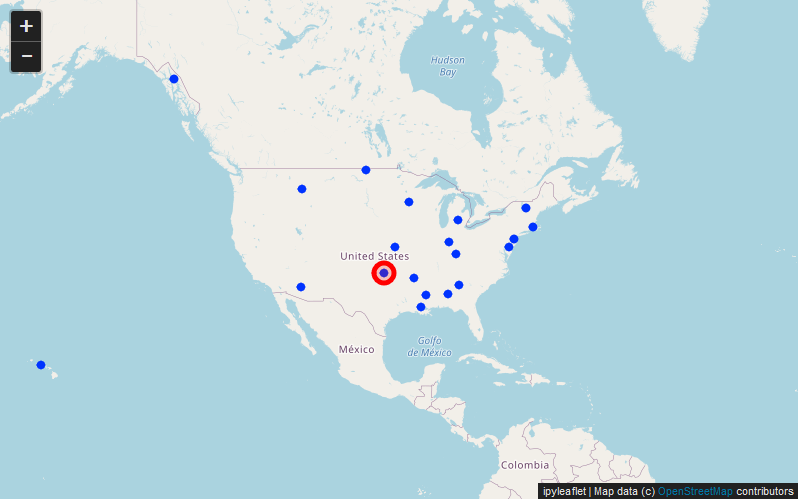 +
−
Hudson
Bay
United States
México
Golfo
de México
Colombia
ipyleaflet | Map data (c) OpenStreetMap contributors